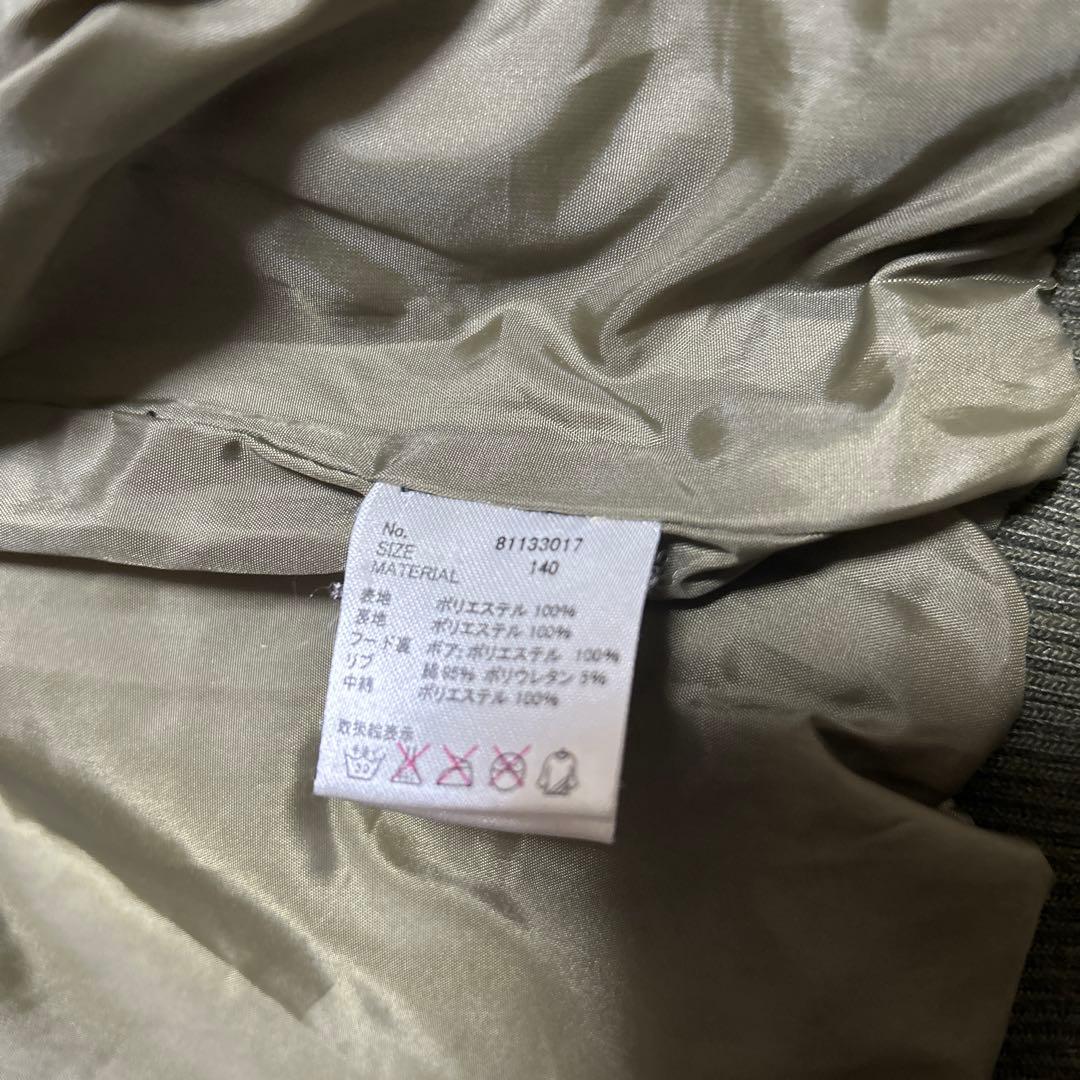 No. 81133017
SIZE 140
MATERIAL
表地 ポリエステル 100%
裏地 ポリエステル 100%
フード裏 ボア:ポリエステル 100%
リブ 綿95% ポリウレタン 5%
中綿 ポリエステル 100%
取扱絵表示
30